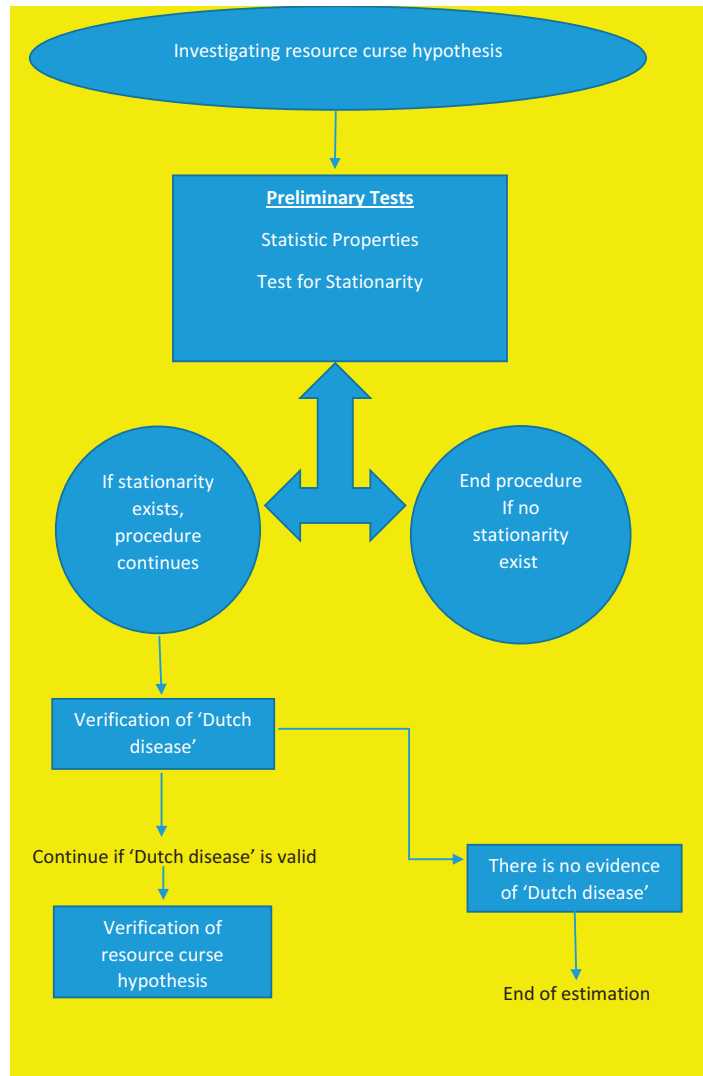 Investigating resource curse hypothesis
Preliminary Tests
Statistic Properties
Test for Stationarity
If stationarity
exists,
procedure
continues
End procedure
If no
stationarity
exist
Verification of ‘Dutch
disease’
Continue if ‘Dutch disease’ is valid
There is no evidence
of ‘Dutch disease’
Verification of
resource curse
hypothesis
End of estimation